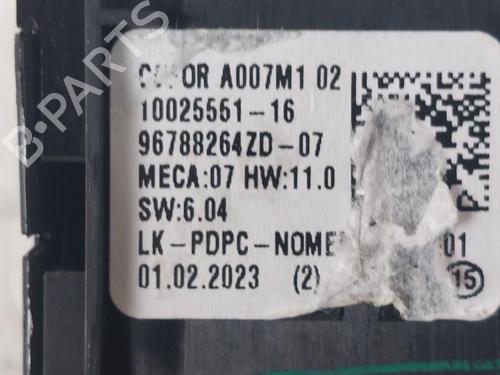 A007M1 02
10025551-16
96788264ZD-07
MECA:07 HW:11.0
SW:6.04
LK-PDPC-NOME 01
01.02.2023 (2) 15
B-PARTS